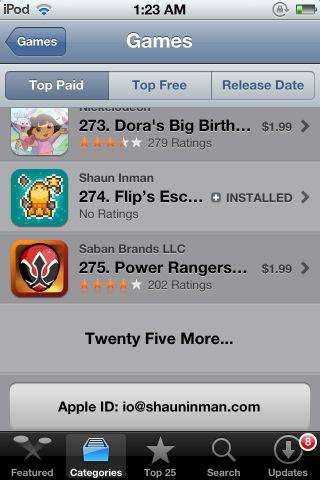 iPod 1:23 AM
Games Games
Top Paid Top Free Release Date
Nickelodeon
273. Dora's Big Birth... $1.99
279 Ratings
Shaun Inman
274. Flip's Esc... INSTALLED
No Ratings
Saban Brands LLC
275. Power Rangers... $1.99
202 Ratings
Twenty Five More...
Apple ID: io@shauninman.com
8
Featured Categories Top 25 Search Updates